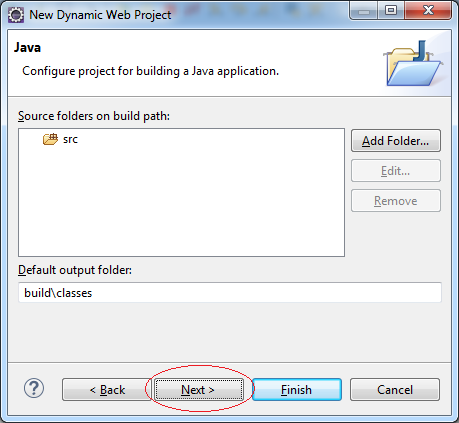 New Dynamic Web Project
Java
Configure project for building a Java application.
Source folders on build path:
src
Add Folder...
Edit...
Remove
Default output folder:
build\classes
? < Back Next > Finish Cancel